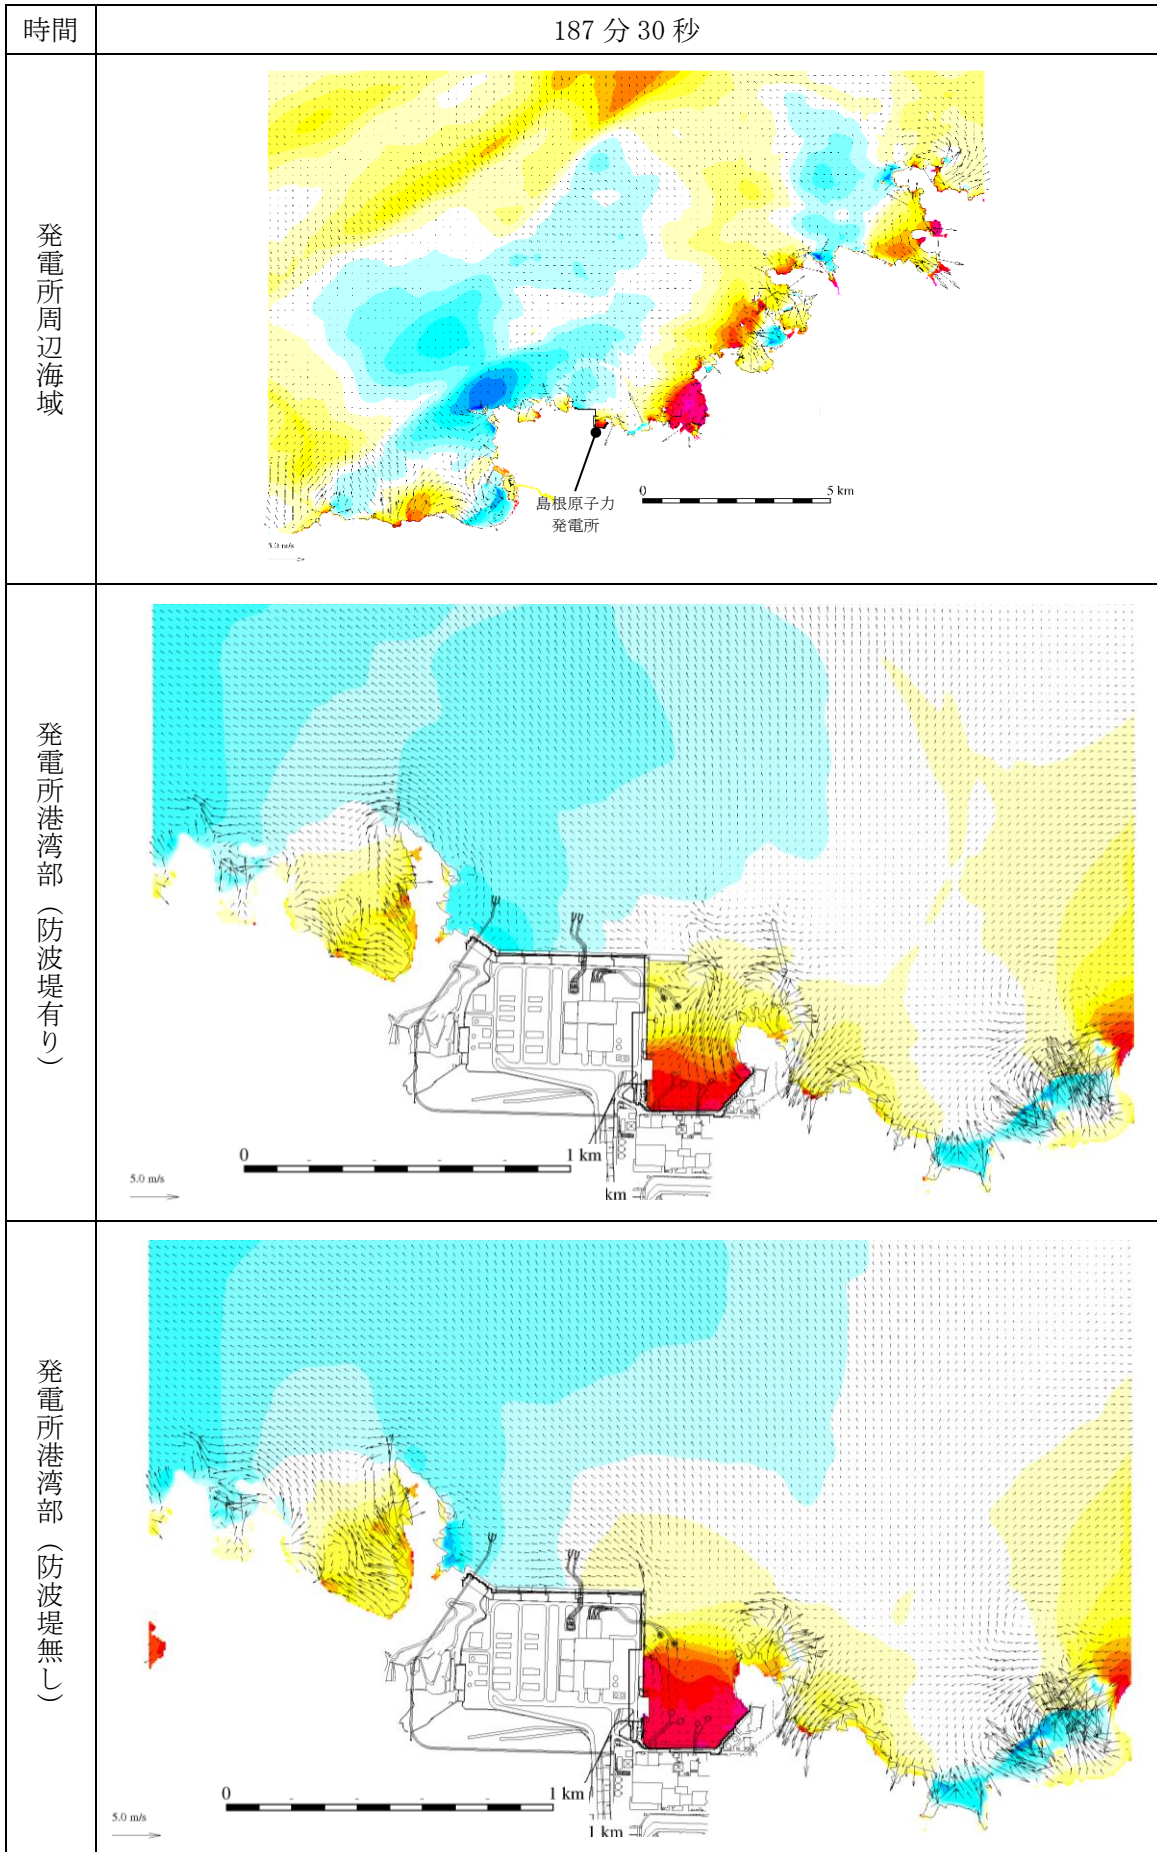 時間
187 分 30 秒
発電所周辺海域
島根原子力
発電所
0
5 km
5.0 m/s
発電所港湾部（防波堤有り）
0
1 km
5.0 m/s
km
発電所港湾部（防波堤無し）
0
1 km
5.0 m/s
1 km